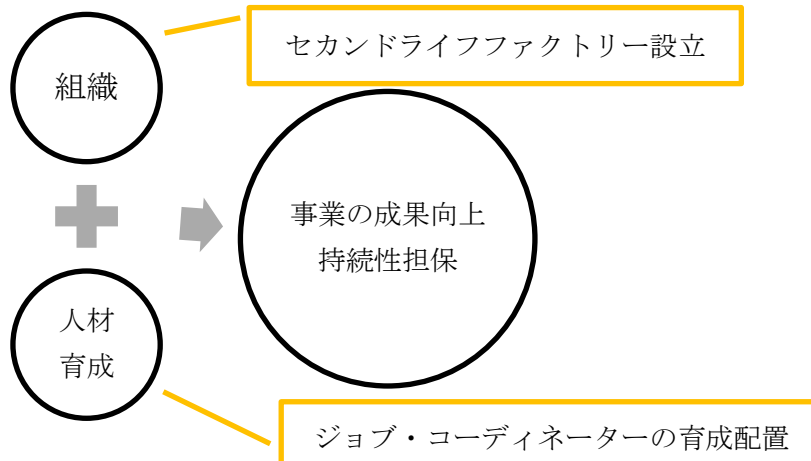 セカンドライフファクトリー設立
組織
事業の成果向上
持続性担保
人材
育成
ジョブ・コーディネーターの育成配置